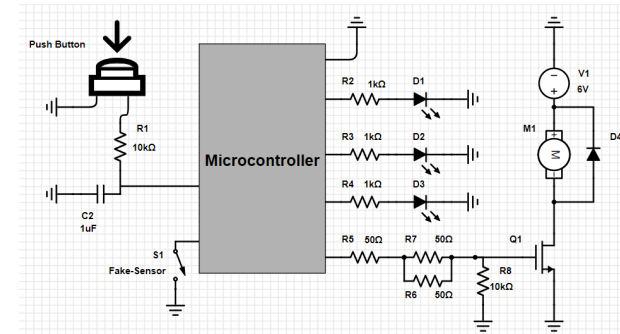 Push Button
R1
10kΩ
C2
1uF
S1
Fake-Sensor
Microcontroller
R2 1kΩ D1
R3 1kΩ D2
R4 1kΩ D3
R5 50Ω R7 50Ω
R6 50Ω
R8
10kΩ
Q1
V1
6V
M1
M
D4